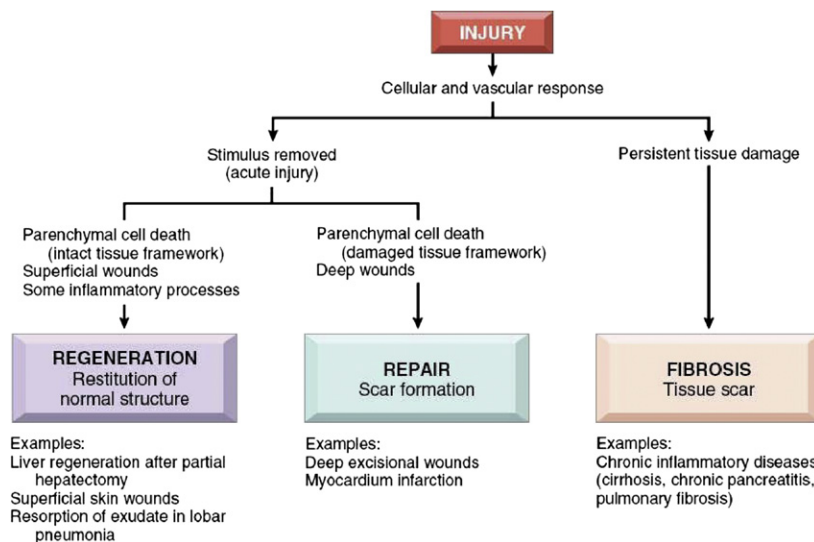 INJURY
Cellular and vascular response
Stimulus removed
(acute injury)
Persistent tissue damage
Parenchymal cell death
(intact tissue framework)
Superficial wounds
Some inflammatory processes
Parenchymal cell death
(damaged tissue framework)
Deep wounds
REGENERATION
Restitution of
normal structure
REPAIR
Scar formation
FIBROSIS
Tissue scar
Examples:
Liver regeneration after partial
hepatectomy
Superficial skin wounds
Resorption of exudate in lobar
pneumonia
Examples:
Deep excisional wounds
Myocardium infarction
Examples:
Chronic inflammatory diseases
(cirrhosis, chronic pancreatitis,
pulmonary fibrosis)